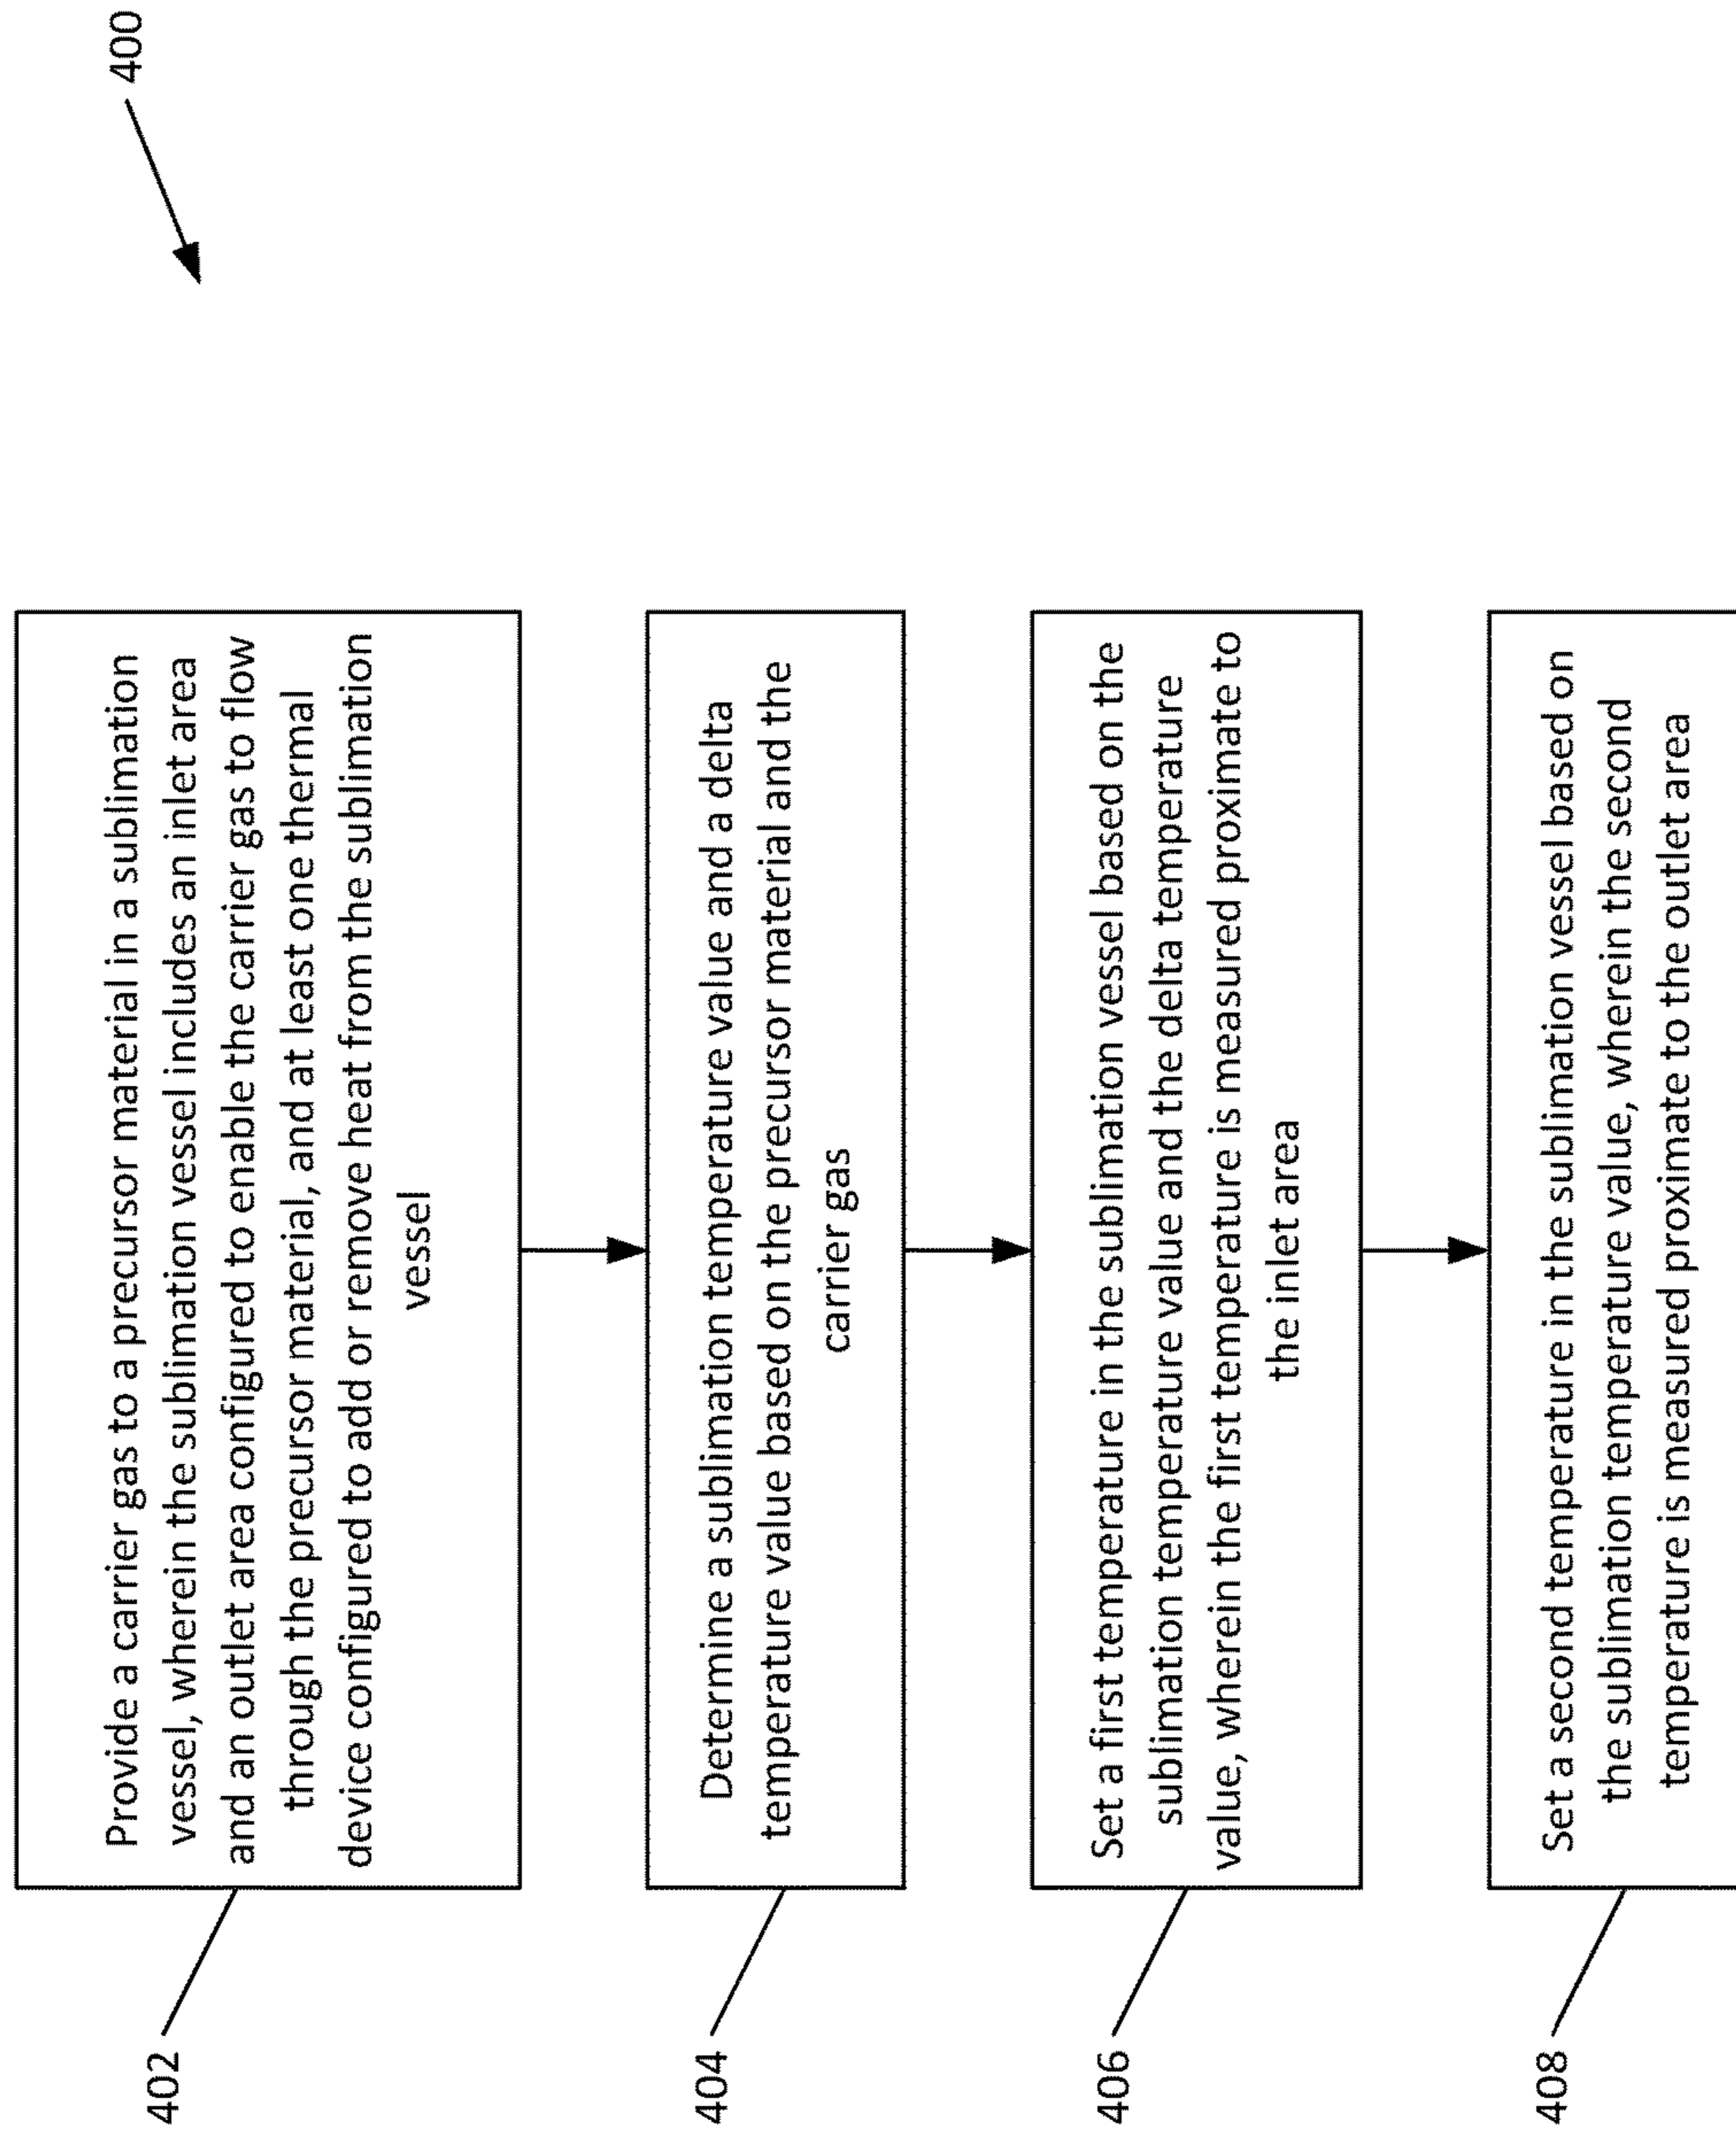 400
402
Provide a carrier gas to a precursor material in a sublimation
vessel, wherein the sublimation vessel includes an inlet area
and an outlet area configured to enable the carrier gas to flow
through the precursor material, and at least one thermal
device configured to add or remove heat from the sublimation
vessel
404
Determine a sublimation temperature value and a delta
temperature value based on the precursor material and the
carrier gas
406
Set a first temperature in the sublimation vessel based on the
sublimation temperature value and the delta temperature
value, wherein the first temperature is measured proximate to
the inlet area
408
Set a second temperature in the sublimation vessel based on
the sublimation temperature value, wherein the second
temperature is measured proximate to the outlet area